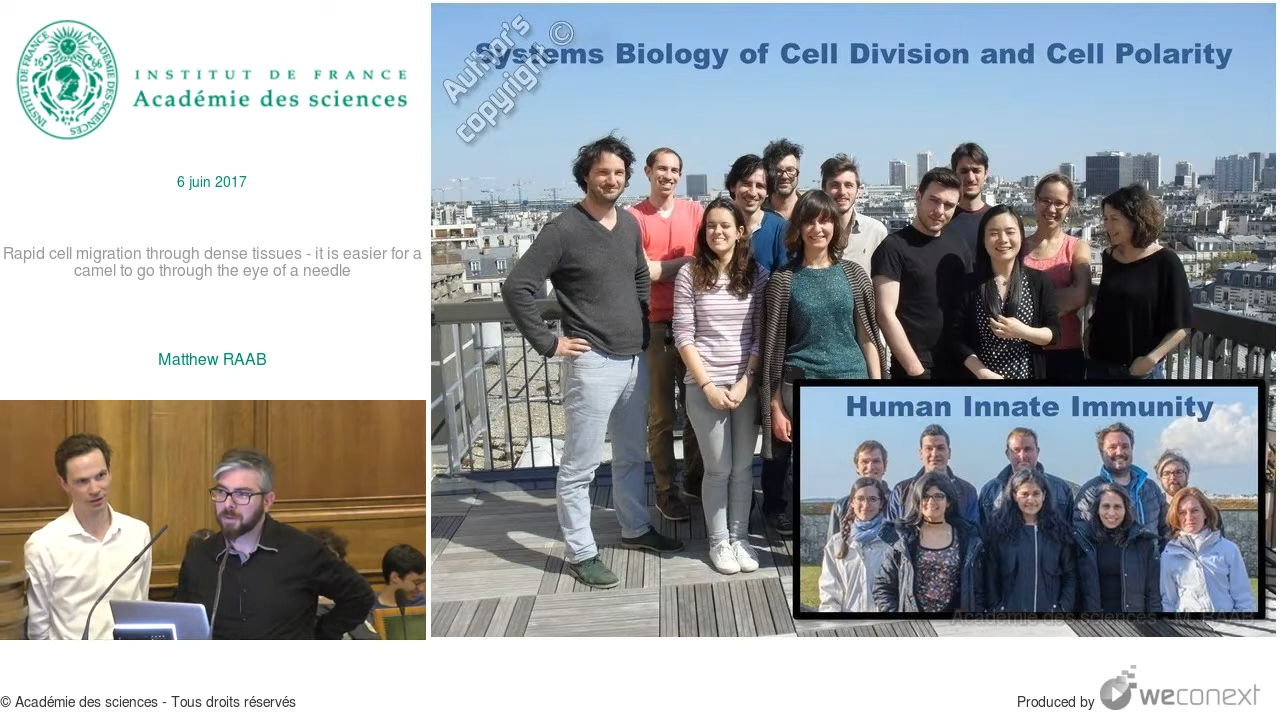 INSTITUT DE FRANCE
Académie des sciences
6 juin 2017
Rapid cell migration through dense tissues - it is easier for a
camel to go through the eye of a needle
Matthew RAAB
Author's
copyright ©
Systems Biology of Cell Division and Cell Polarity
Human Innate Immunity
Académie des sciences - M. RAAB
© Académie des sciences - Tous droits réservés
Produced by weconext